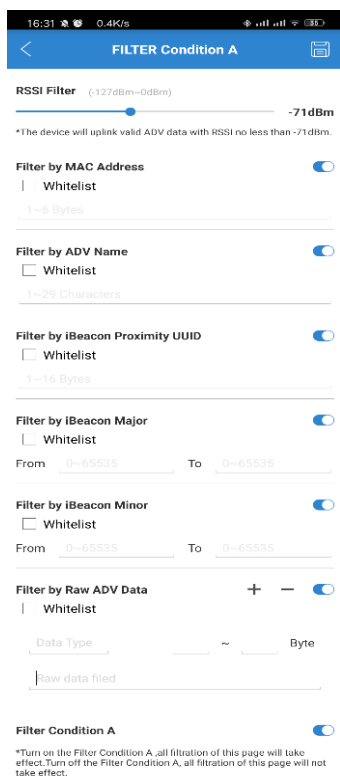 16:31 0.4K/s 35
FILTER Condition A
RSSI Filter (-127dBm~0dBm)
-71dBm
*The device will uplink valid ADV data with RSSI no less than -71dBm.
Filter by MAC Address
Whitelist
1~6 Bytes
Filter by ADV Name
Whitelist
1~29 Characters
Filter by iBeacon Proximity UUID
Whitelist
1~16 Bytes
Filter by iBeacon Major
Whitelist
From 0~65535 To 0~65535
Filter by iBeacon Minor
Whitelist
From 0~65535 To 0~65535
Filter by Raw ADV Data + −
Whitelist
Data Type ~ Byte
Raw data filed
Filter Condition A
*Turn on the Filter Condition A ,all filtration of this page will take
effect.Turn off the Filter Condition A, all filtration of this page will not
take effect.